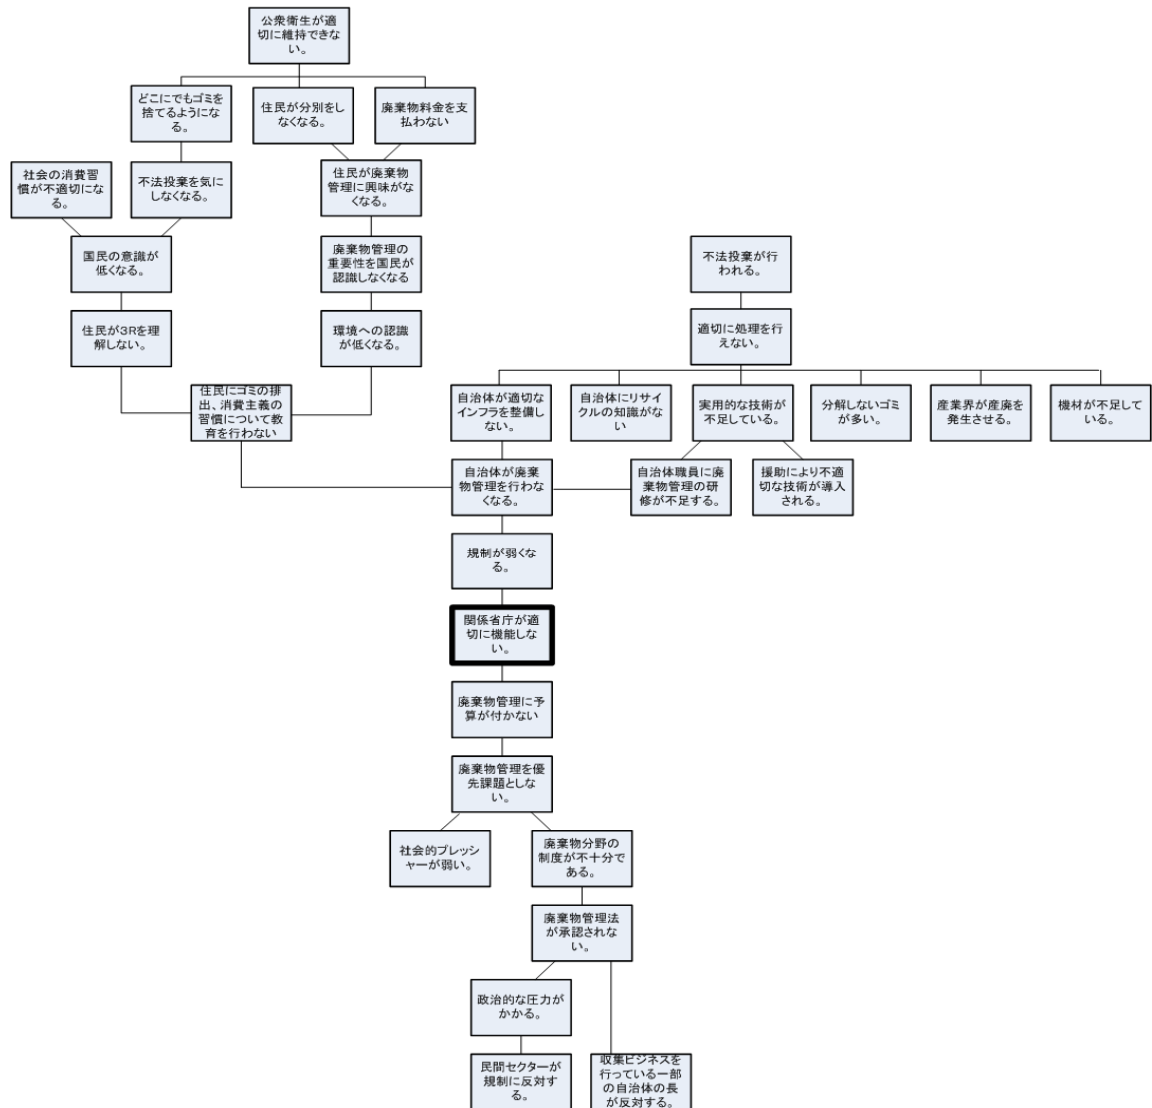 公衆衛生が適
切に維持できな
い。
どこにでもゴミを
捨てるようにな
る。
住民が分別をし
なくなる。
廃棄物料金を支
払わない
社会の消費習
慣が不適切にな
る。
不法投棄を気に
しなくなる。
住民が廃棄物
管理に興味がな
くなる。
国民の意識が
低くなる。
廃棄物管理の
重要性を国民が
認識しなくなる
不法投棄が行
われる。
住民が3Rを理
解しない。
環境への認識
が低くなる。
適切に処理を行
えない。
住民にゴミの排
出、消費主義の
習慣について教
育を行わない
自治体が適切な
インフラを整備
しない。
自治体にリサイ
クルの知識がな
い
実用的な技術が
不足している。
分解しないゴミ
が多い。
産業界が産廃を
発生させる。
機材が不足して
いる。
自治体が廃棄
物管理を行わな
くなる。
自治体職員に廃
棄物管理の研
修が不足する。
援助により不適
切な技術が導入
される。
規制が弱くな
る。
関係省庁が適
切に機能しな
い。
廃棄物管理に予
算が付かない
廃棄物管理を優
先課題としな
い。
社会的プレッシ
ャーが弱い。
廃棄物分野の
制度が不十分で
ある。
廃棄物管理法
が承認されな
い。
政治的な圧力が
かかる。
民間セクターが
規制に反対す
る。
収集ビジネスを
行っている一部
の自治体の長
が反対する。